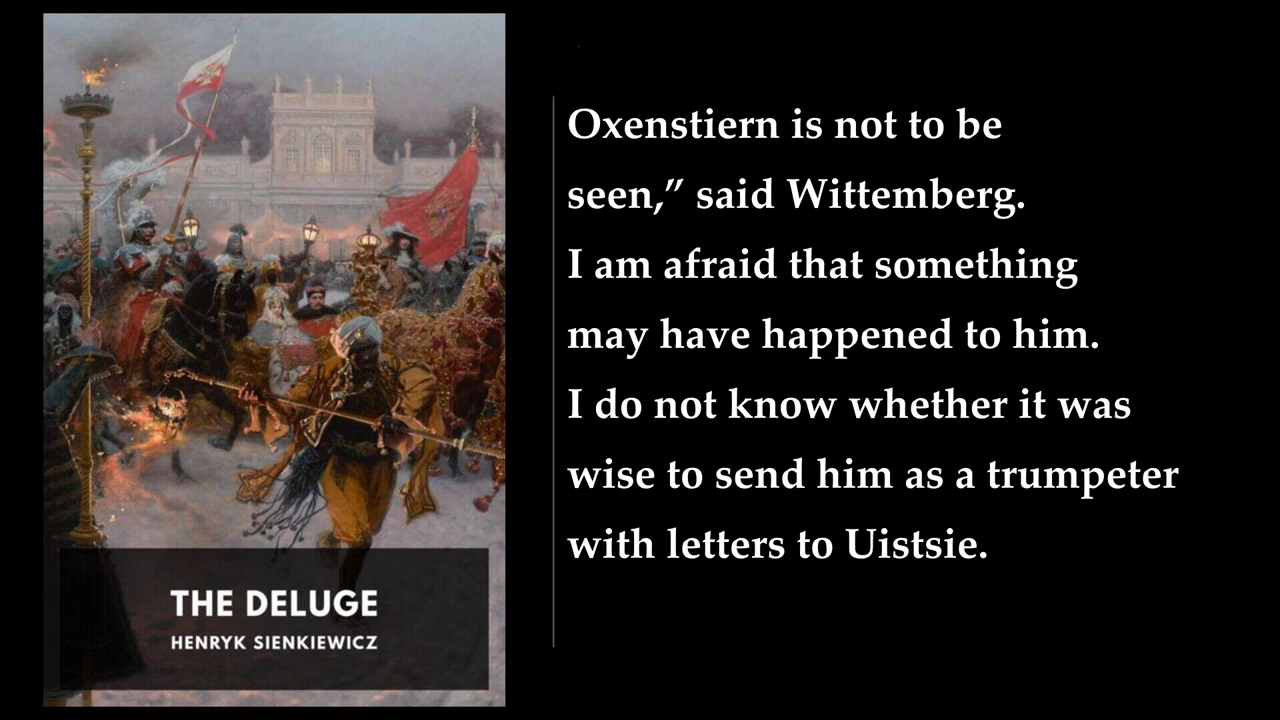 THE DELUGE
HENRYK SIENKIEWICZ
Oxenstiern is not to be
seen,” said Wittemberg.
I am afraid that something
may have happened to him.
I do not know whether it was
wise to send him as a trumpeter
with letters to Uistsie.